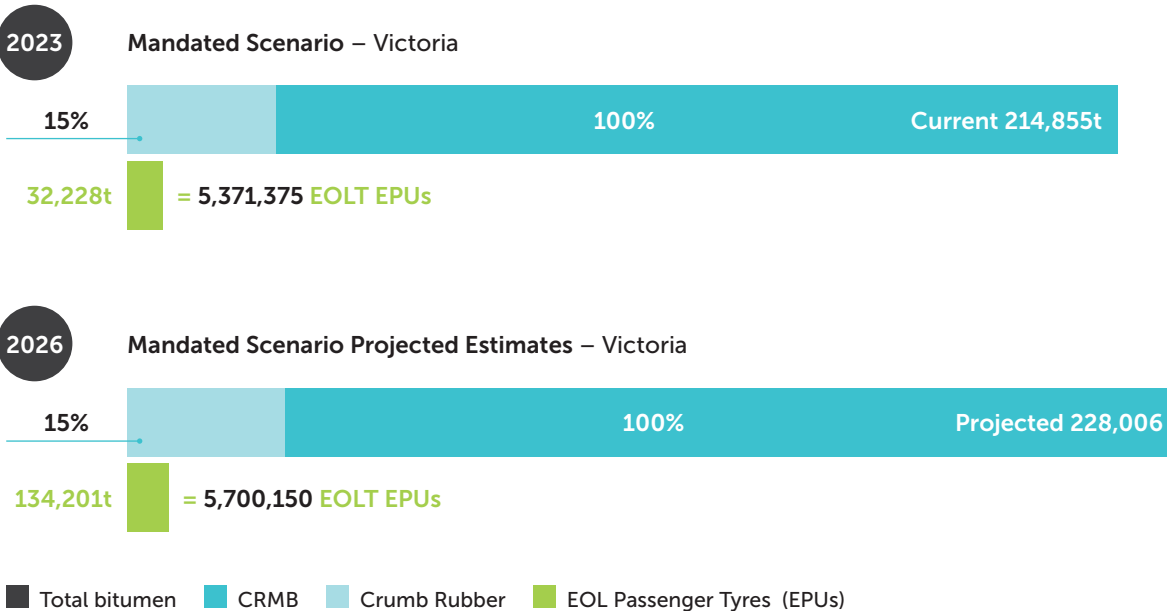 2023
Mandated Scenario – Victoria
15%
100%
Current 214,855t
32,228t
= 5,371,375 EOLT EPUs
2026
Mandated Scenario Projected Estimates – Victoria
15%
100%
Projected 228,006
134,201t
= 5,700,150 EOLT EPUs
Total bitumen CRMB Crumb Rubber EOL Passenger Tyres (EPUs)